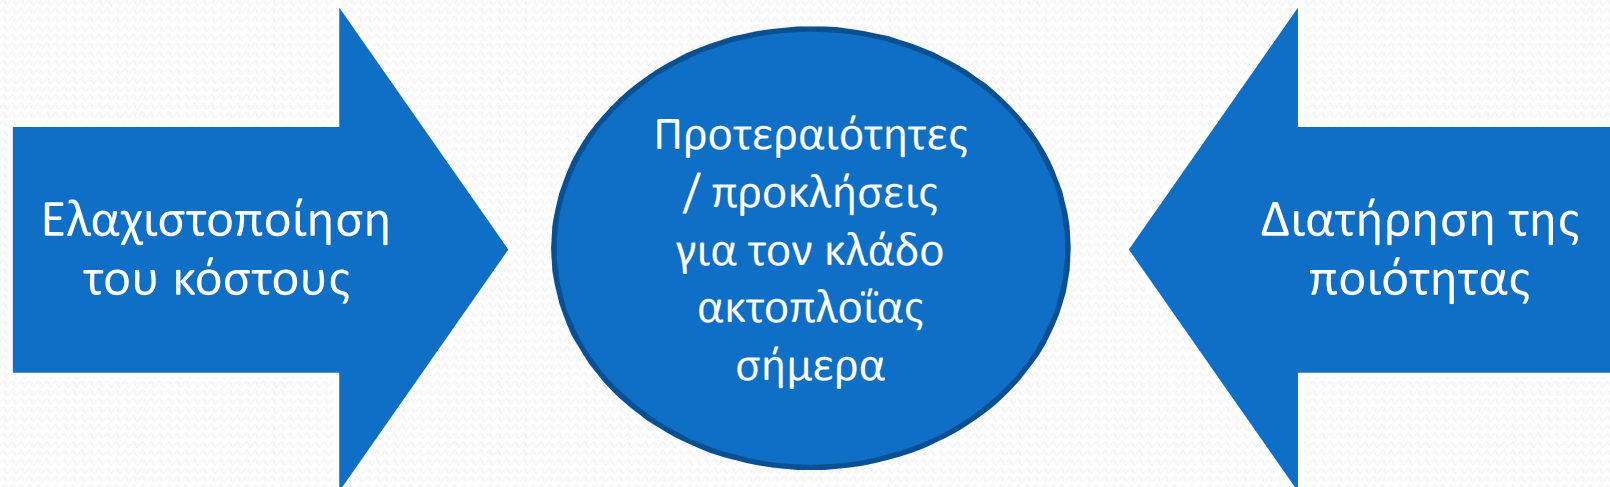 Ελαχιστοποίηση
του κόστους
Προτεραιότητες
/ προκλήσεις
για τον κλάδο
ακτοπλοΐας
σήμερα
Διατήρηση της
ποιότητας